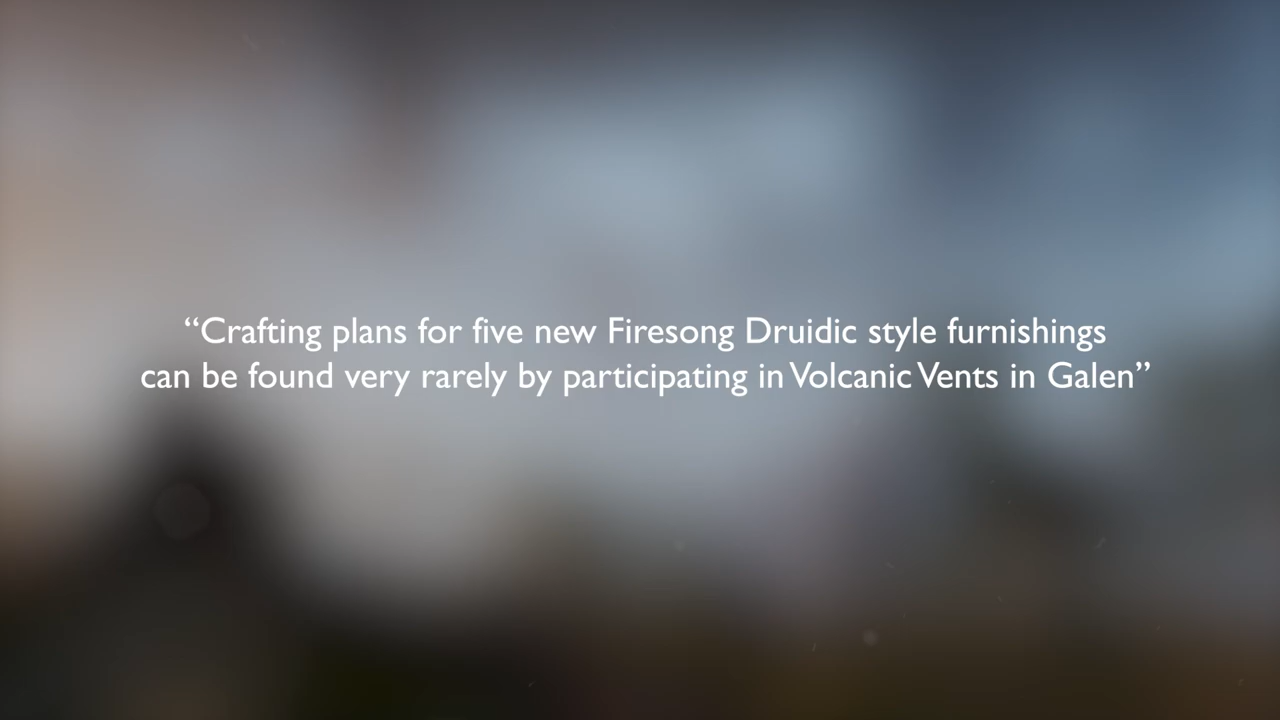 “Crafting plans for five new Firesong Druidic style furnishings
can be found very rarely by participating in Volcanic Vents in Galen”